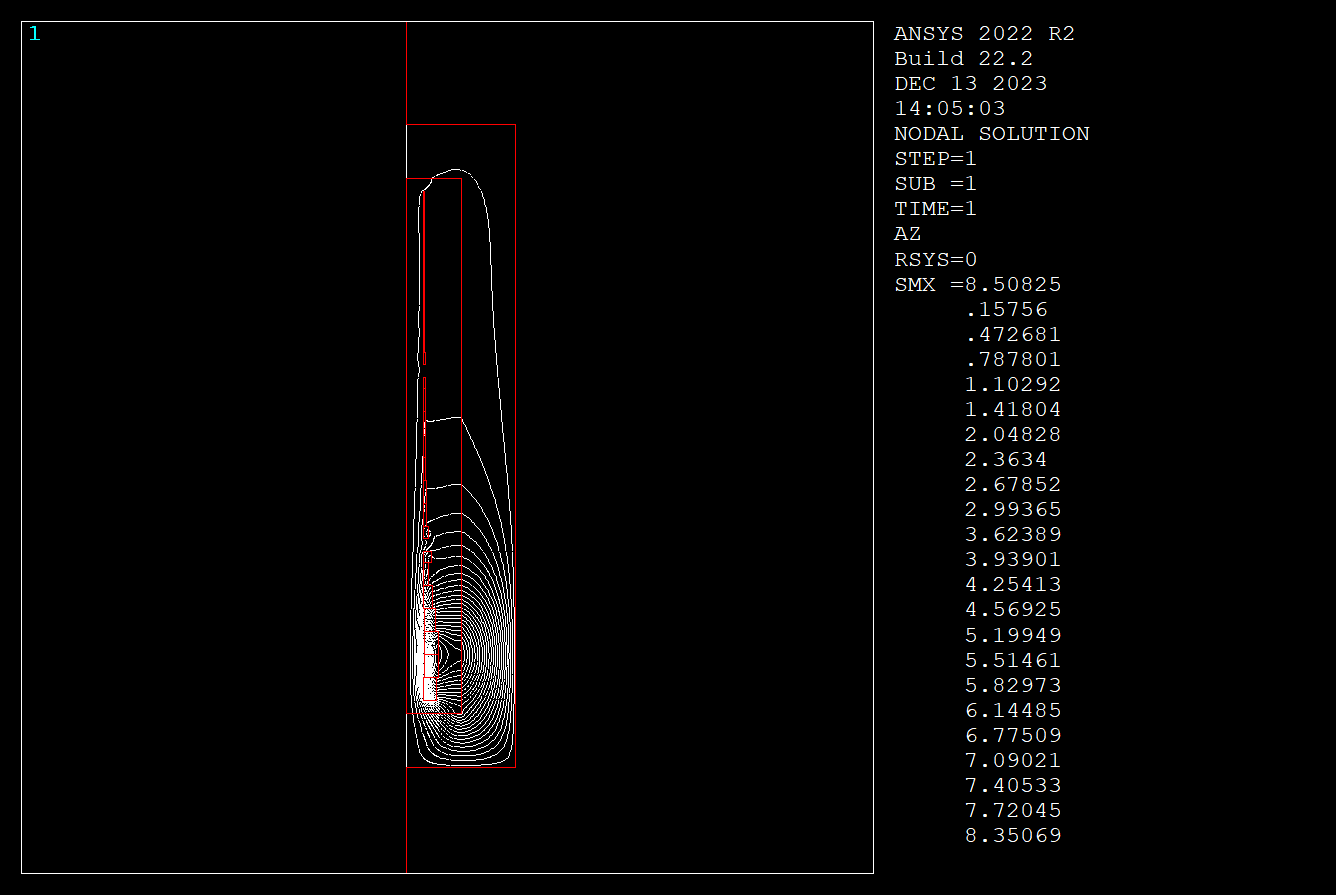 1
ANSYS 2022 R2
Build 22.2
DEC 13 2023
14:05:03
NODAL SOLUTION
STEP=1
SUB =1
TIME=1
AZ
RSYS=0
SMX =8.50825
.15756
.472681
.787801
1.10292
1.41804
2.04828
2.3634
2.67852
2.99365
3.62389
3.93901
4.25413
4.56925
5.19949
5.51461
5.82973
6.14485
6.77509
7.09021
7.40533
7.72045
8.35069